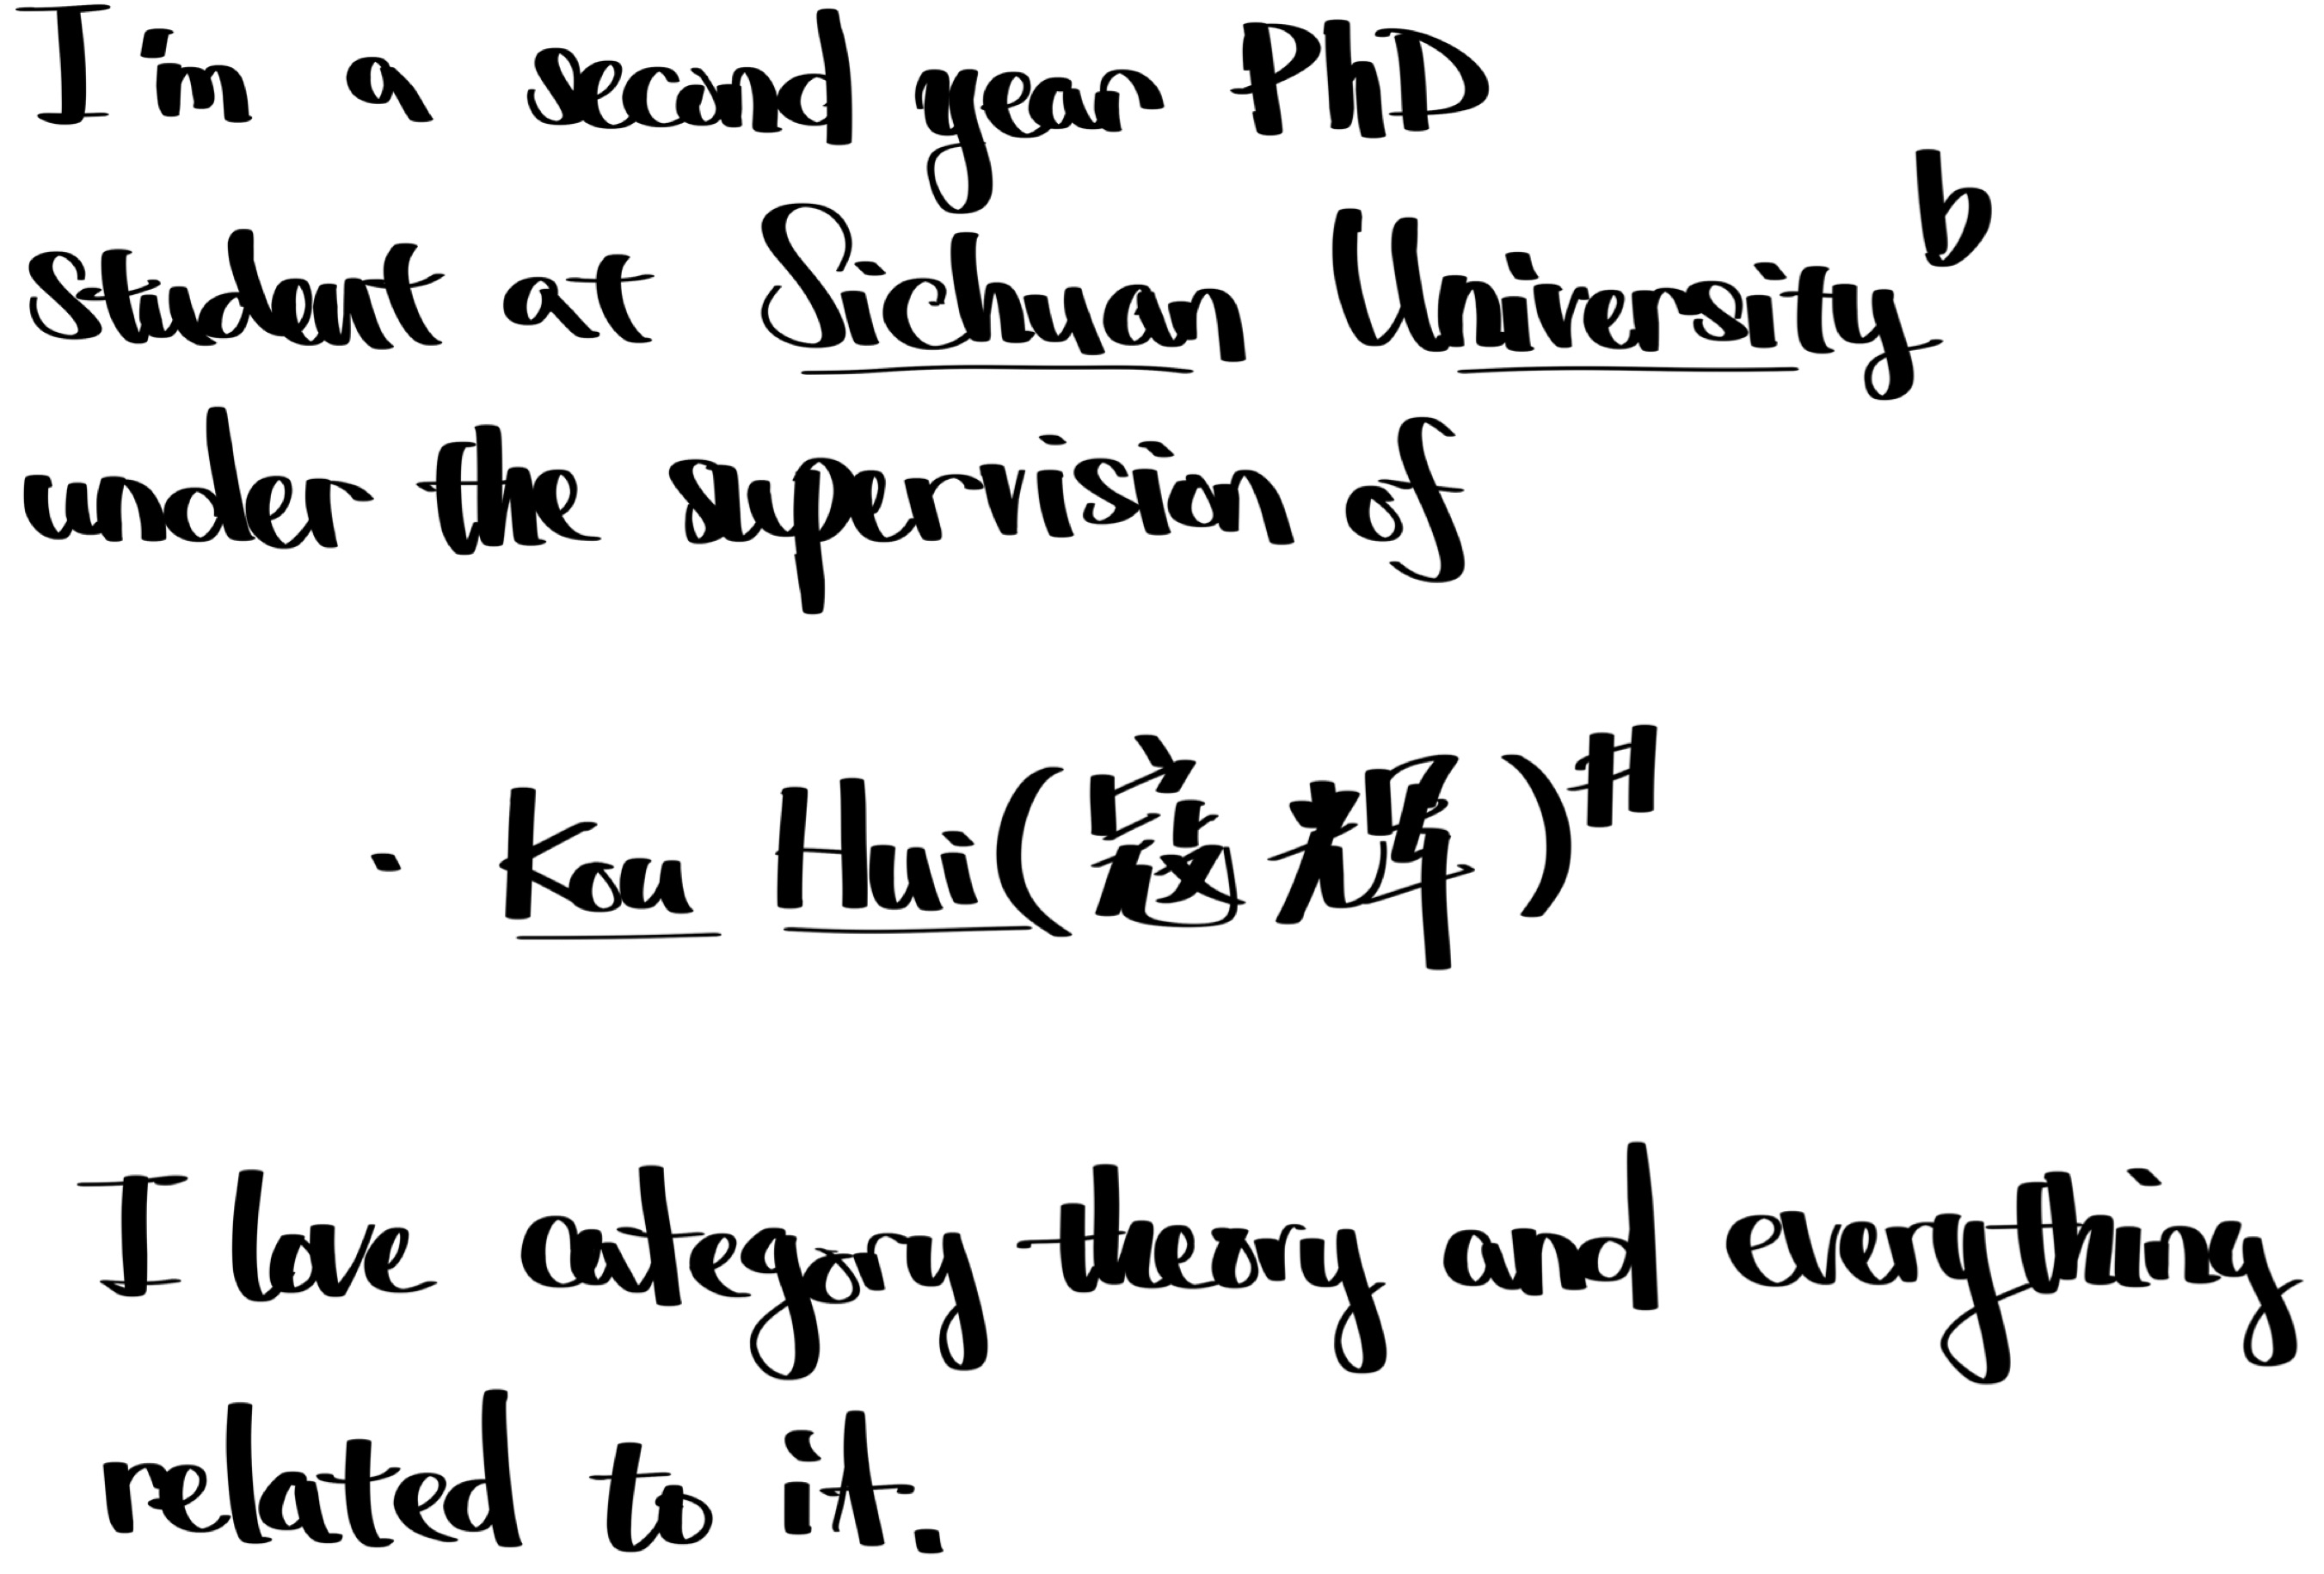 I'm a second year PhD
student at Sichuan University♭
under the supervision of
· Kou Hui(寇辉)#
I love category theory and everything
related to it.